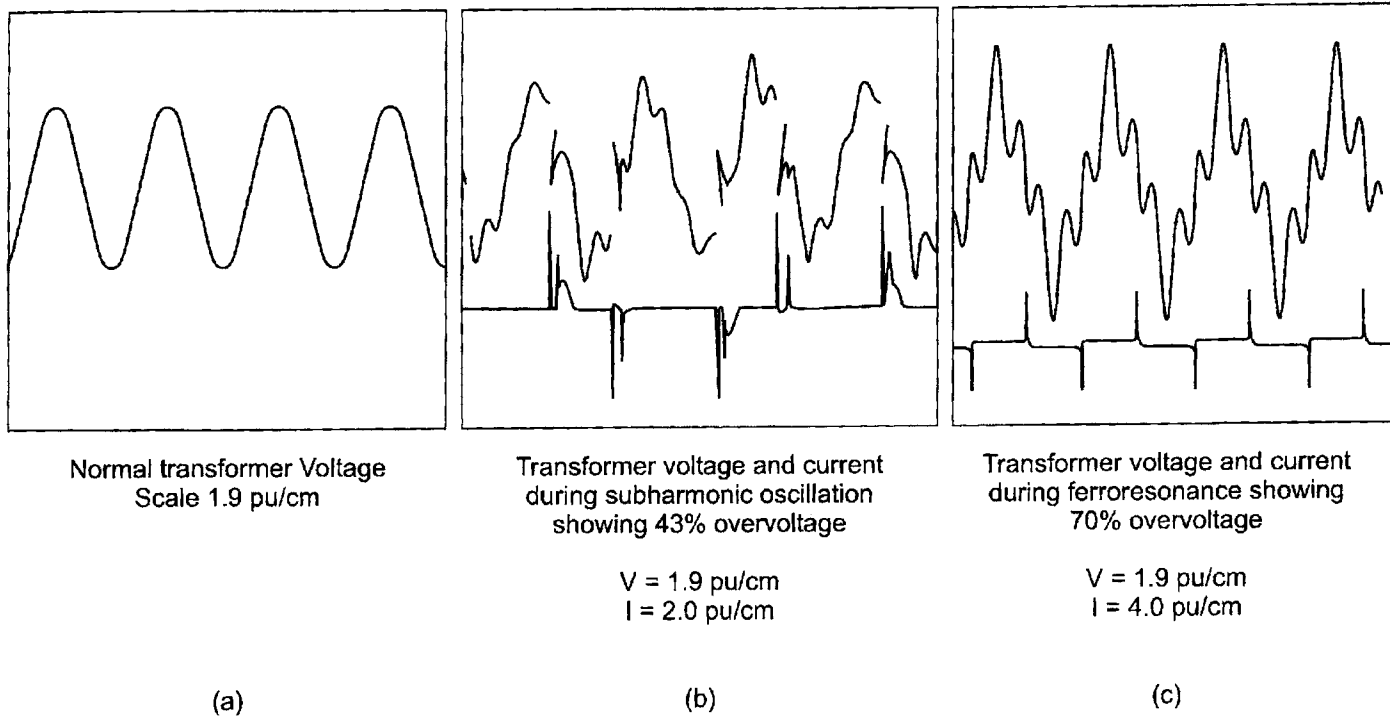 Normal transformer Voltage
Scale 1.9 pu/cm
Transformer voltage and current
during subharmonic oscillation
showing 43% overvoltage
V = 1.9 pu/cm
I = 2.0 pu/cm
Transformer voltage and current
during ferroresonance showing
70% overvoltage
V = 1.9 pu/cm
I = 4.0 pu/cm
(a)
(b)
(c)